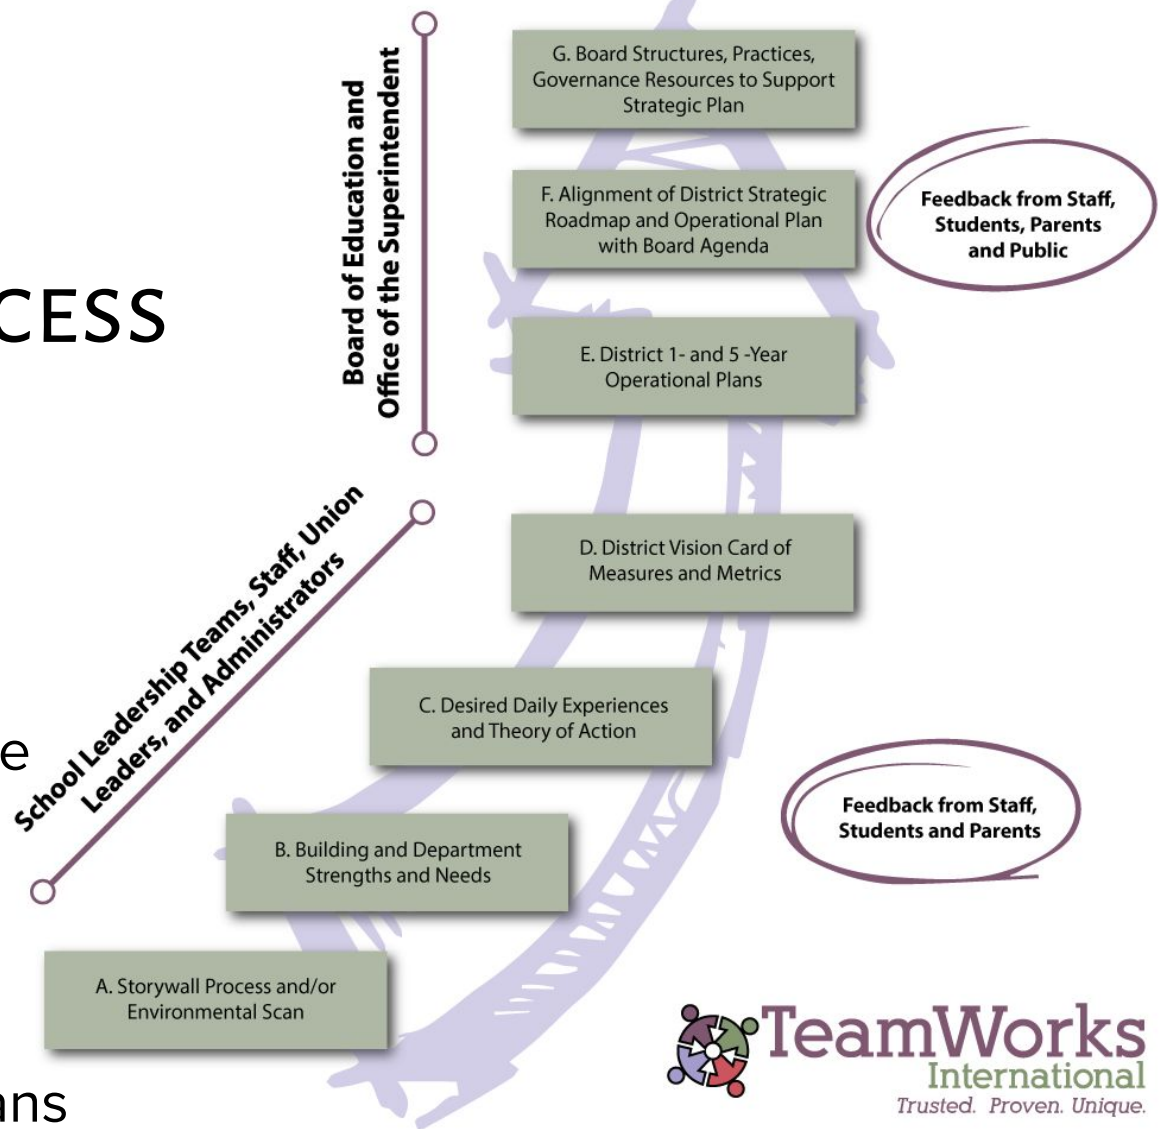 G. Board Structures, Practices,
Governance Resources to Support
Strategic Plan
Board of Education and
Office of the Superintendent
F. Alignment of District Strategic
Roadmap and Operational Plan
with Board Agenda
Feedback from Staff,
Students, Parents
and Public
CESS
E. District 1- and 5 -Year
Operational Plans
School Leadership Teams, Staff, Union
Leaders, and Administrators
D. District Vision Card of
Measures and Metrics
C. Desired Daily Experiences
and Theory of Action
e
Feedback from Staff,
Students and Parents
B. Building and Department
Strengths and Needs
A. Storywall Process and/or
Environmental Scan
TeamWorks
International
Trusted. Proven. Unique.
ans